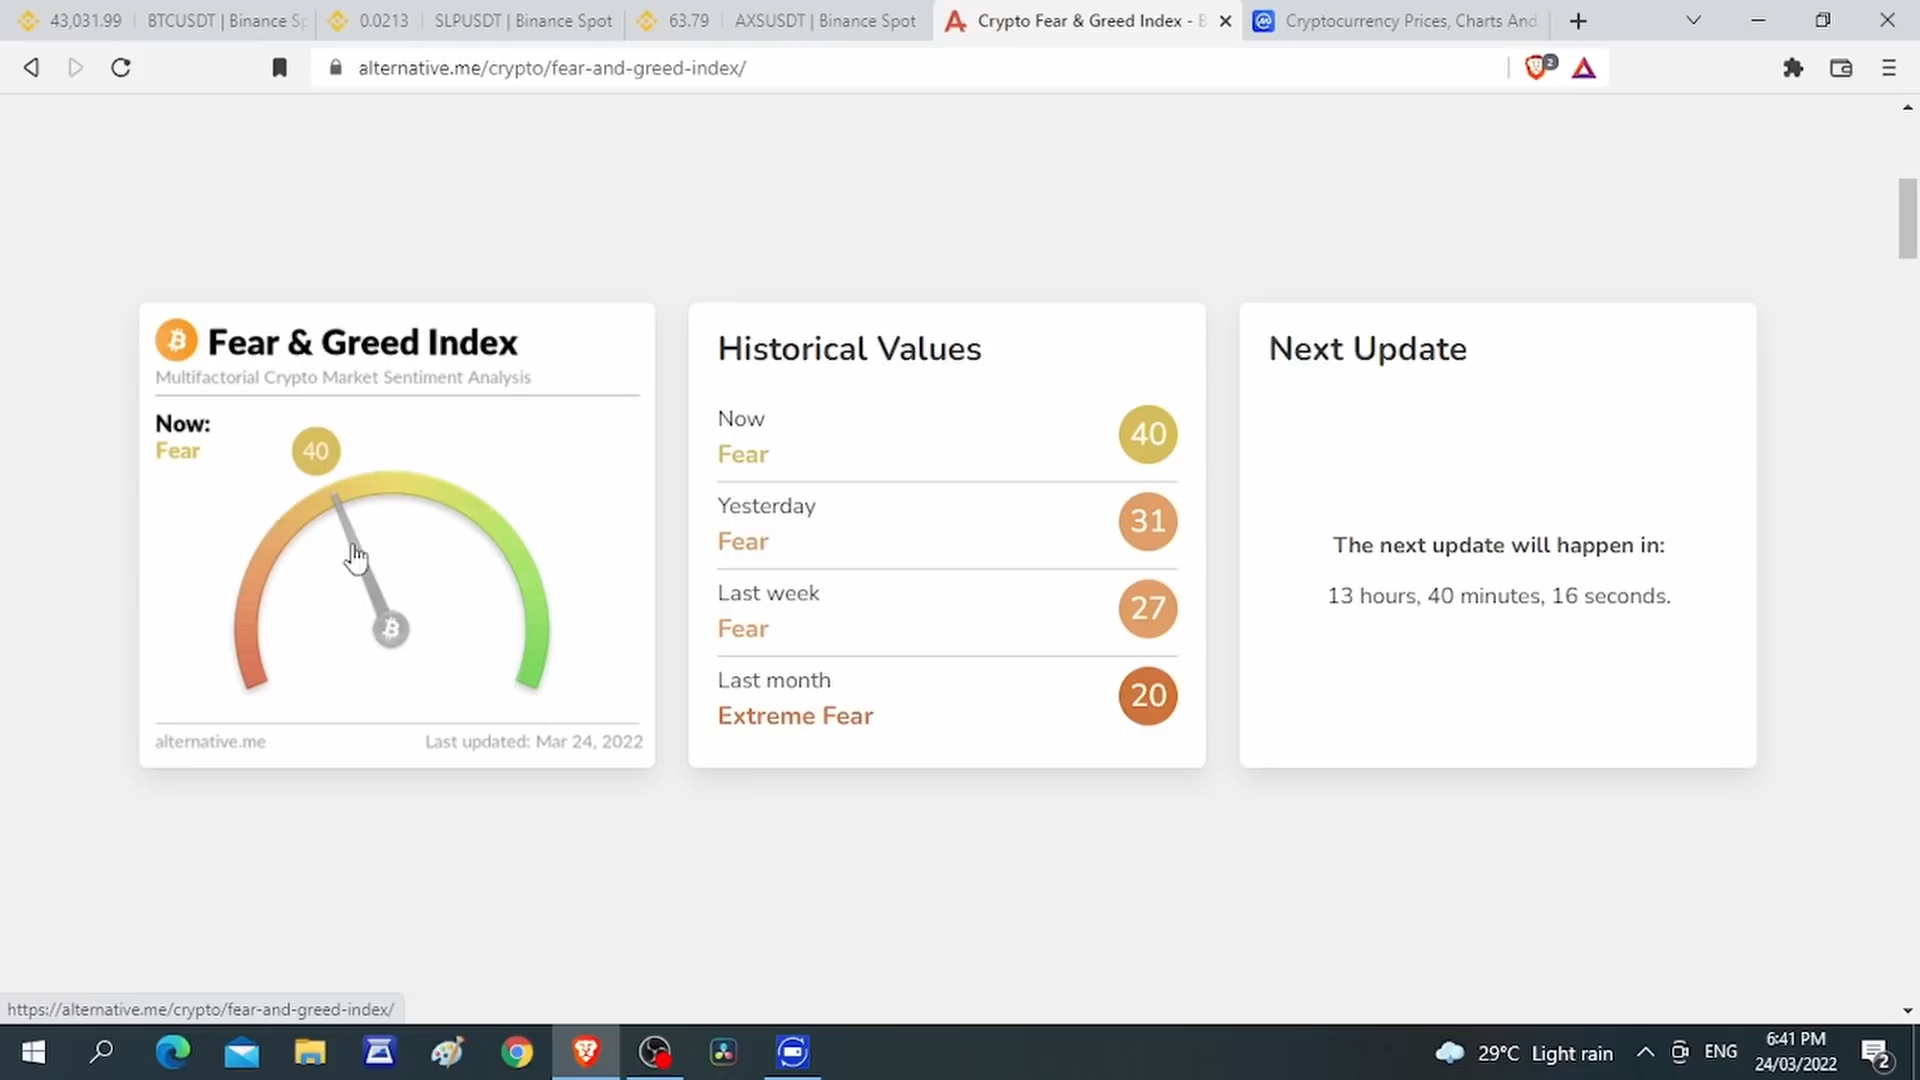 43,031.99 BTCUSDT | Binance Sp
0.0213 SLPUSDT | Binance Spot
63.79 AXSUSDT | Binance Spot
Crypto Fear & Greed Index - B
Cryptocurrency Prices, Charts And
alternative.me/crypto/fear-and-greed-index/
2
Fear & Greed Index
Multifactorial Crypto Market Sentiment Analysis
Now:
Fear
40
alternative.me
Last updated: Mar 24, 2022
Historical Values
Now
Fear
40
Yesterday
Fear
31
Last week
Fear
27
Last month
Extreme Fear
20
Next Update
The next update will happen in:
13 hours, 40 minutes, 16 seconds.
https://alternative.me/crypto/fear-and-greed-index/
29°C Light rain
ENG
6:41 PM
24/03/2022
2